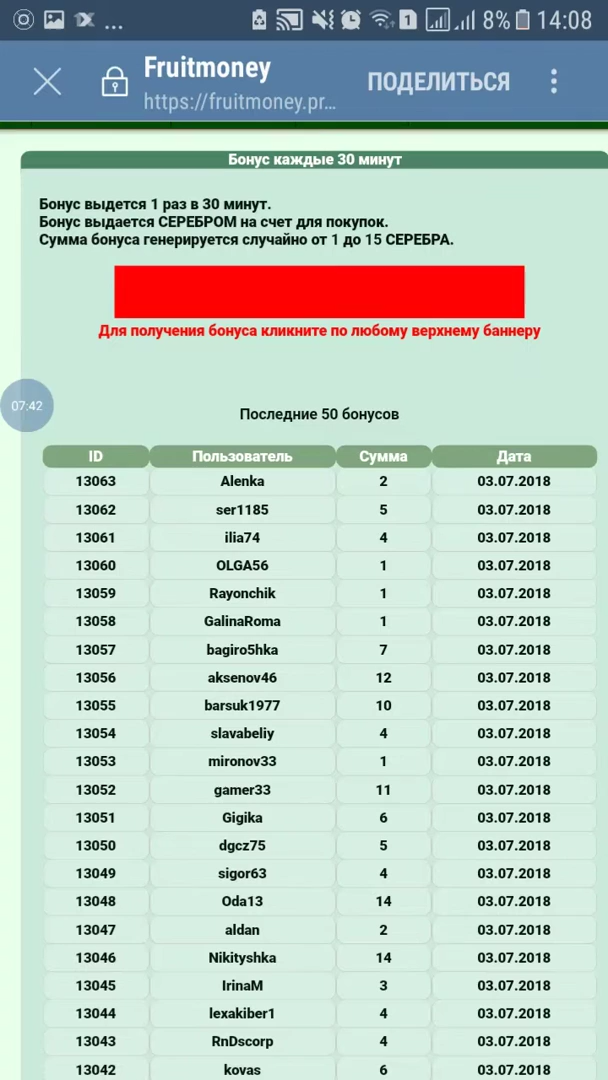 ... 1 8% 14:08
Fruitmoney ПОДЕЛИТЬСЯ
https://fruitmoney.pr...
Бонус каждые 30 минут
Бонус выдется 1 раз в 30 минут.
Бонус выдается СЕРЕБРОМ на счет для покупок.
Сумма бонуса генерируется случайно от 1 до 15 СЕРЕБРА.
Для получения бонуса кликните по любому верхнему баннеру
07:42
Последние 50 бонусов
ID Пользователь Сумма Дата
13063 Alenka 2 03.07.2018
13062 ser1185 5 03.07.2018
13061 ilia74 4 03.07.2018
13060 OLGA56 1 03.07.2018
13059 Rayonchik 1 03.07.2018
13058 GalinaRoma 1 03.07.2018
13057 bagiro5hka 7 03.07.2018
13056 aksenov46 12 03.07.2018
13055 barsuk1977 10 03.07.2018
13054 slavabeliy 4 03.07.2018
13053 mironov33 1 03.07.2018
13052 gamer33 11 03.07.2018
13051 Gigika 6 03.07.2018
13050 dgcz75 5 03.07.2018
13049 sigor63 4 03.07.2018
13048 Oda13 14 03.07.2018
13047 aldan 2 03.07.2018
13046 Nikityshka 14 03.07.2018
13045 IrinaM 3 03.07.2018
13044 lexakiber1 4 03.07.2018
13043 RnDscorp 4 03.07.2018
13042 kovas 6 03.07.2018